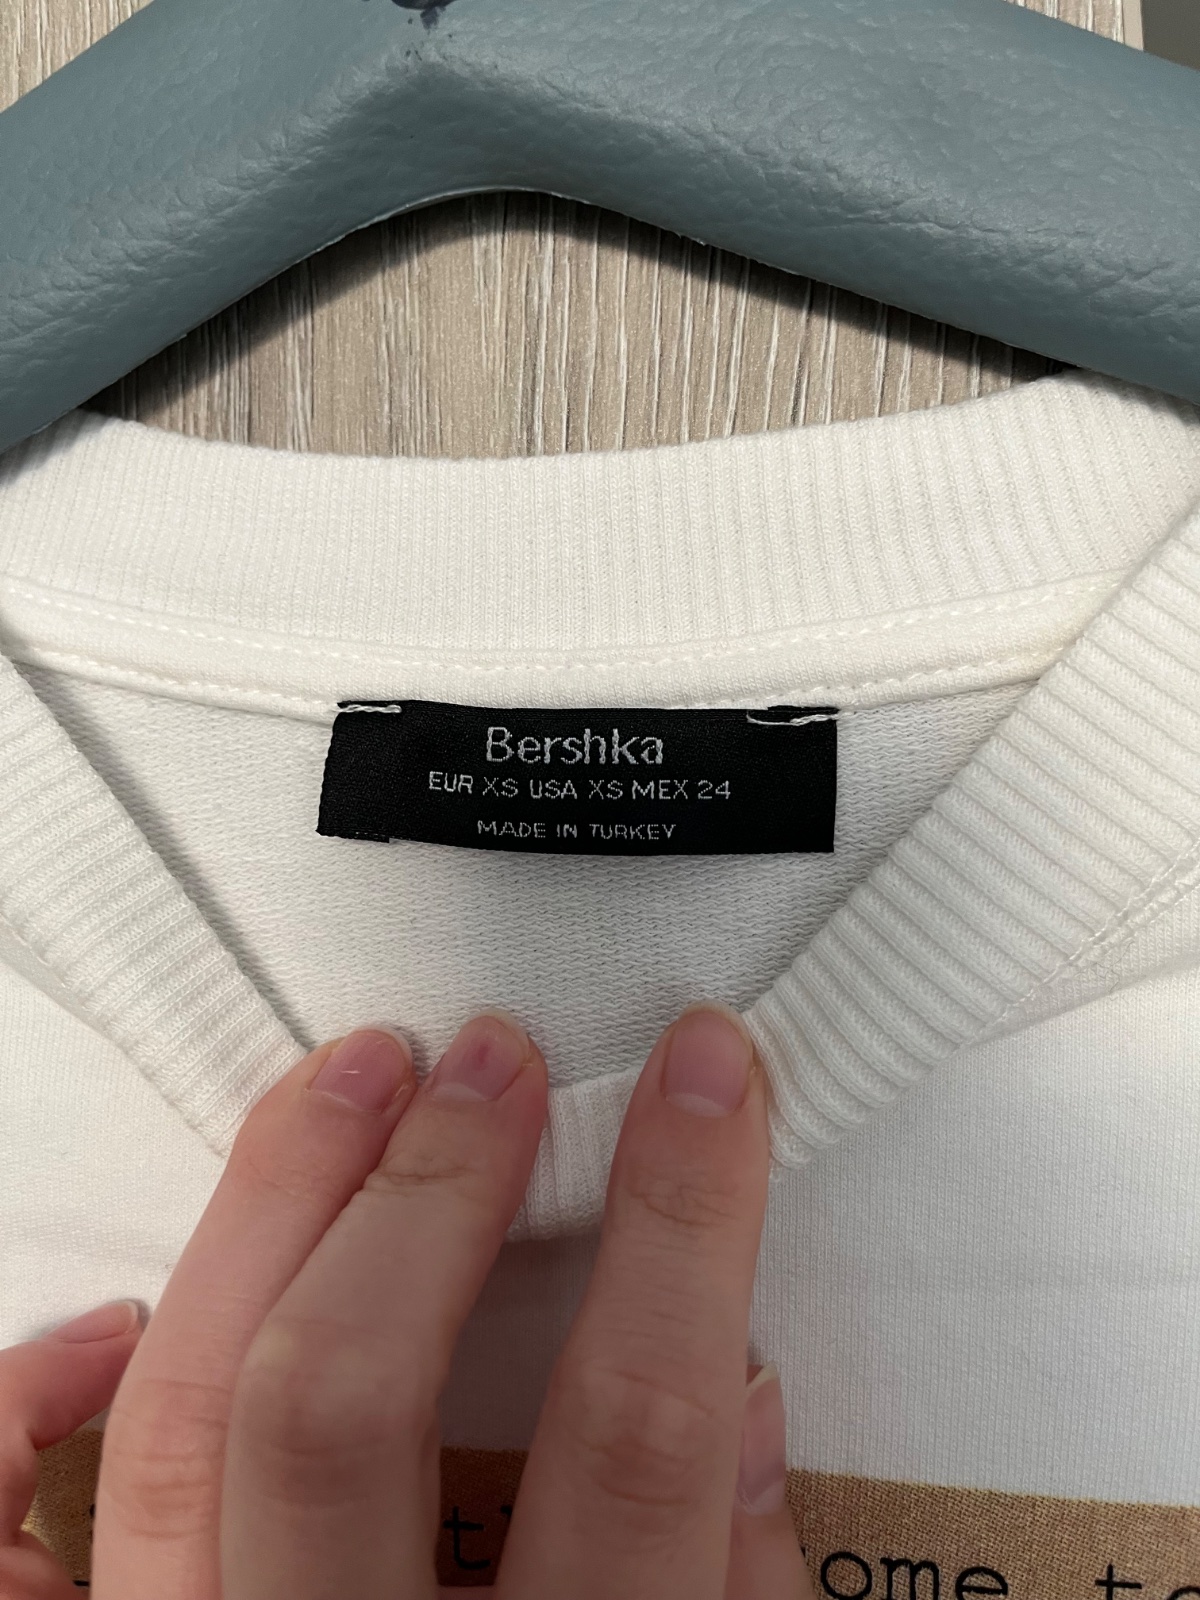 Bershka
EUR XS USA XS MEX 24
MADE IN TURKEY